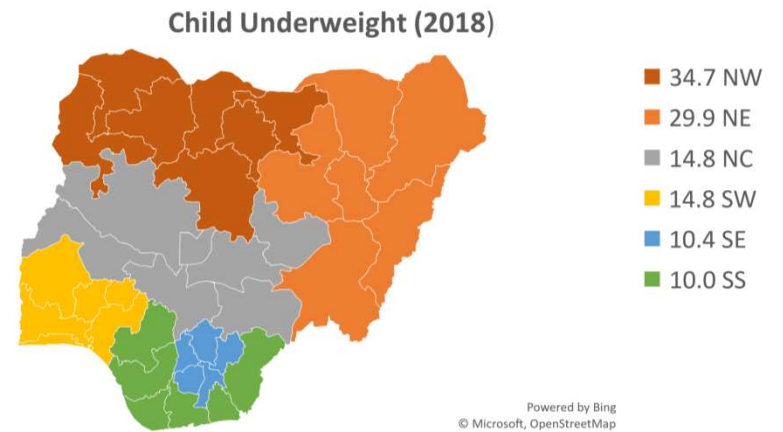 Child Underweight (2018)
34.7 NW
29.9 NE
14.8 NC
14.8 SW
10.4 SE
10.0 SS
Powered by Bing
© Microsoft, OpenStreetMap